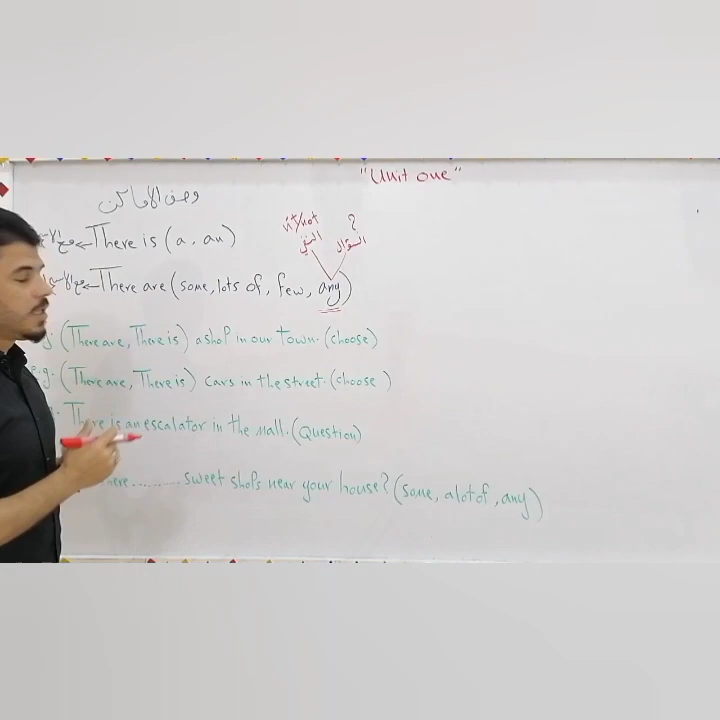 "Unit one"
وصف الأماكن
n't/not ?
النفي السؤال
There is (a, an)
There are (some, lots of, few, any)
(There are, There is) a shop in our town. (choose)
e.g. (There are, There is) cars in the street. (choose)
There is an escalator in the mall. (Question)
here .......... sweet shops near your house? (some, a lot of, any)